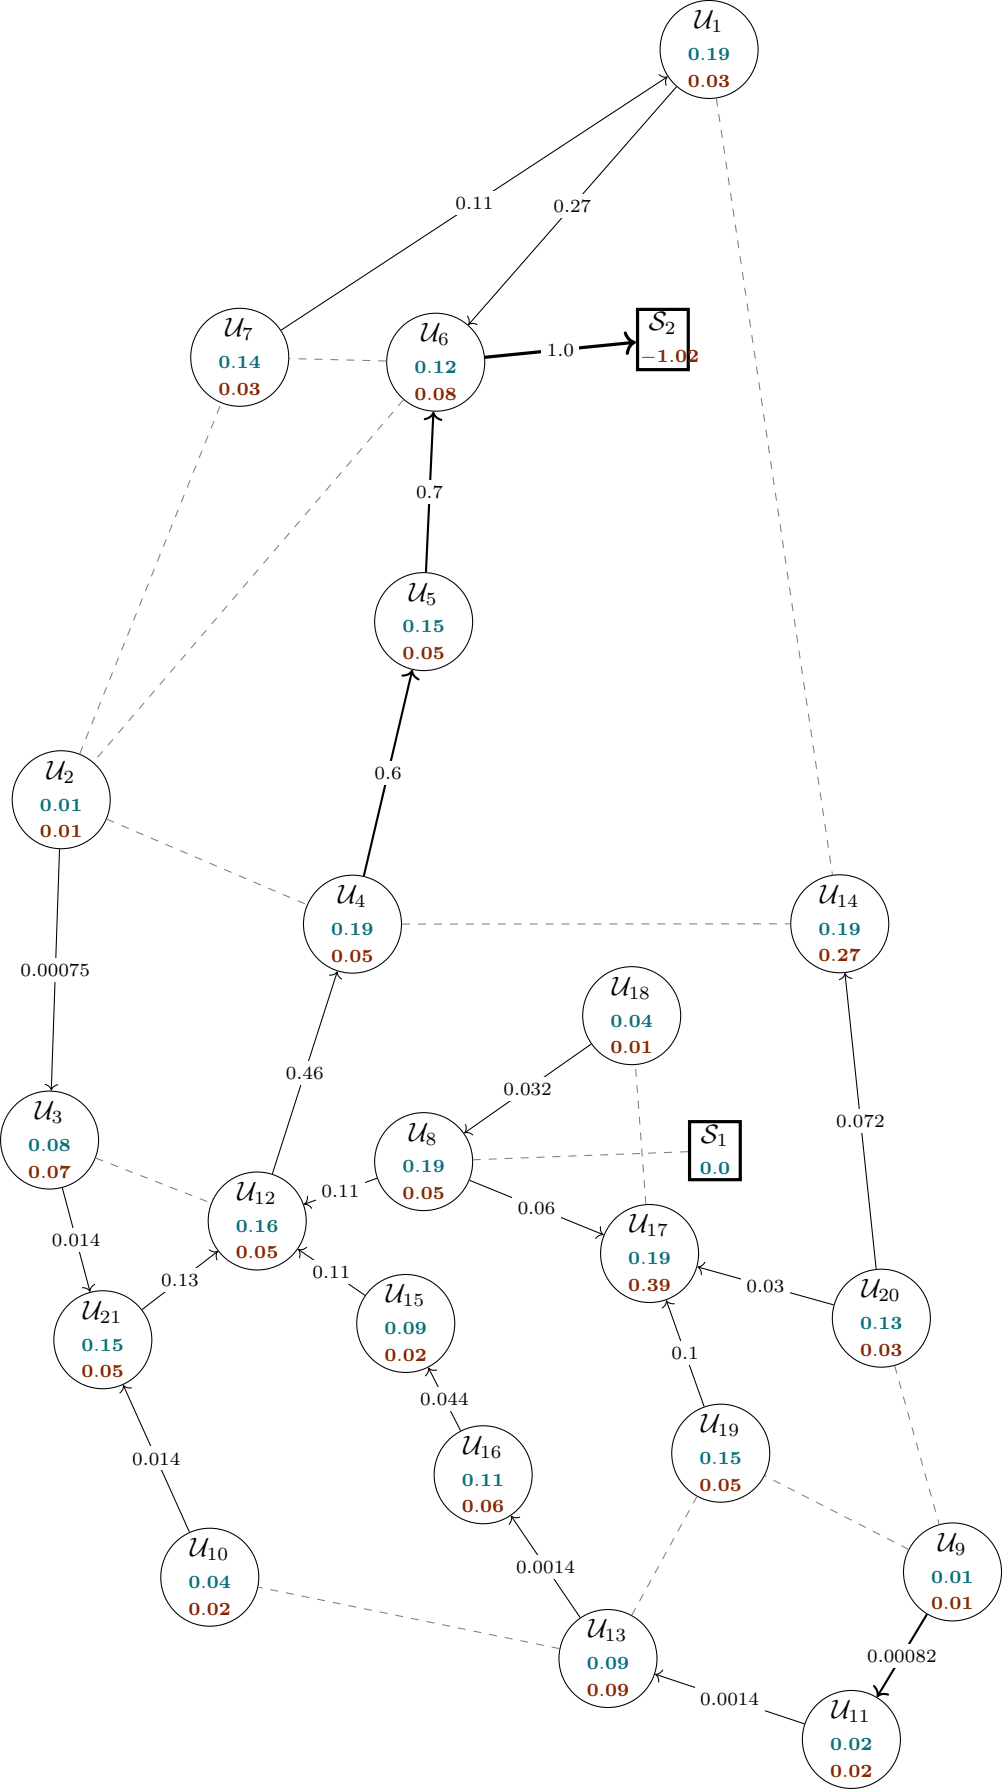 𝒰₁
0.19
0.03
0.11
0.27
𝒰₇
0.14
0.03
𝒰₆
0.12
0.08
1.0
𝒮₂
−1.02
0.7
𝒰₅
0.15
0.05
0.6
𝒰₂
0.01
0.01
𝒰₄
0.19
0.05
𝒰₁₄
0.19
0.27
0.00075
𝒰₁₈
0.04
0.01
0.46
0.032
0.072
𝒰₃
0.08
0.07
𝒰₈
0.19
0.05
𝒮₁
0.0
𝒰₁₂
0.16
0.05
0.11
0.06
𝒰₁₇
0.19
0.39
0.014
0.13
0.11
0.03
𝒰₂₁
0.15
0.05
𝒰₁₅
0.09
0.02
𝒰₂₀
0.13
0.03
0.1
0.044
0.014
𝒰₁₆
0.11
0.06
𝒰₁₉
0.15
0.05
𝒰₁₀
0.04
0.02
0.0014
𝒰₉
0.01
0.01
𝒰₁₃
0.09
0.09
0.00082
0.0014
𝒰₁₁
0.02
0.02